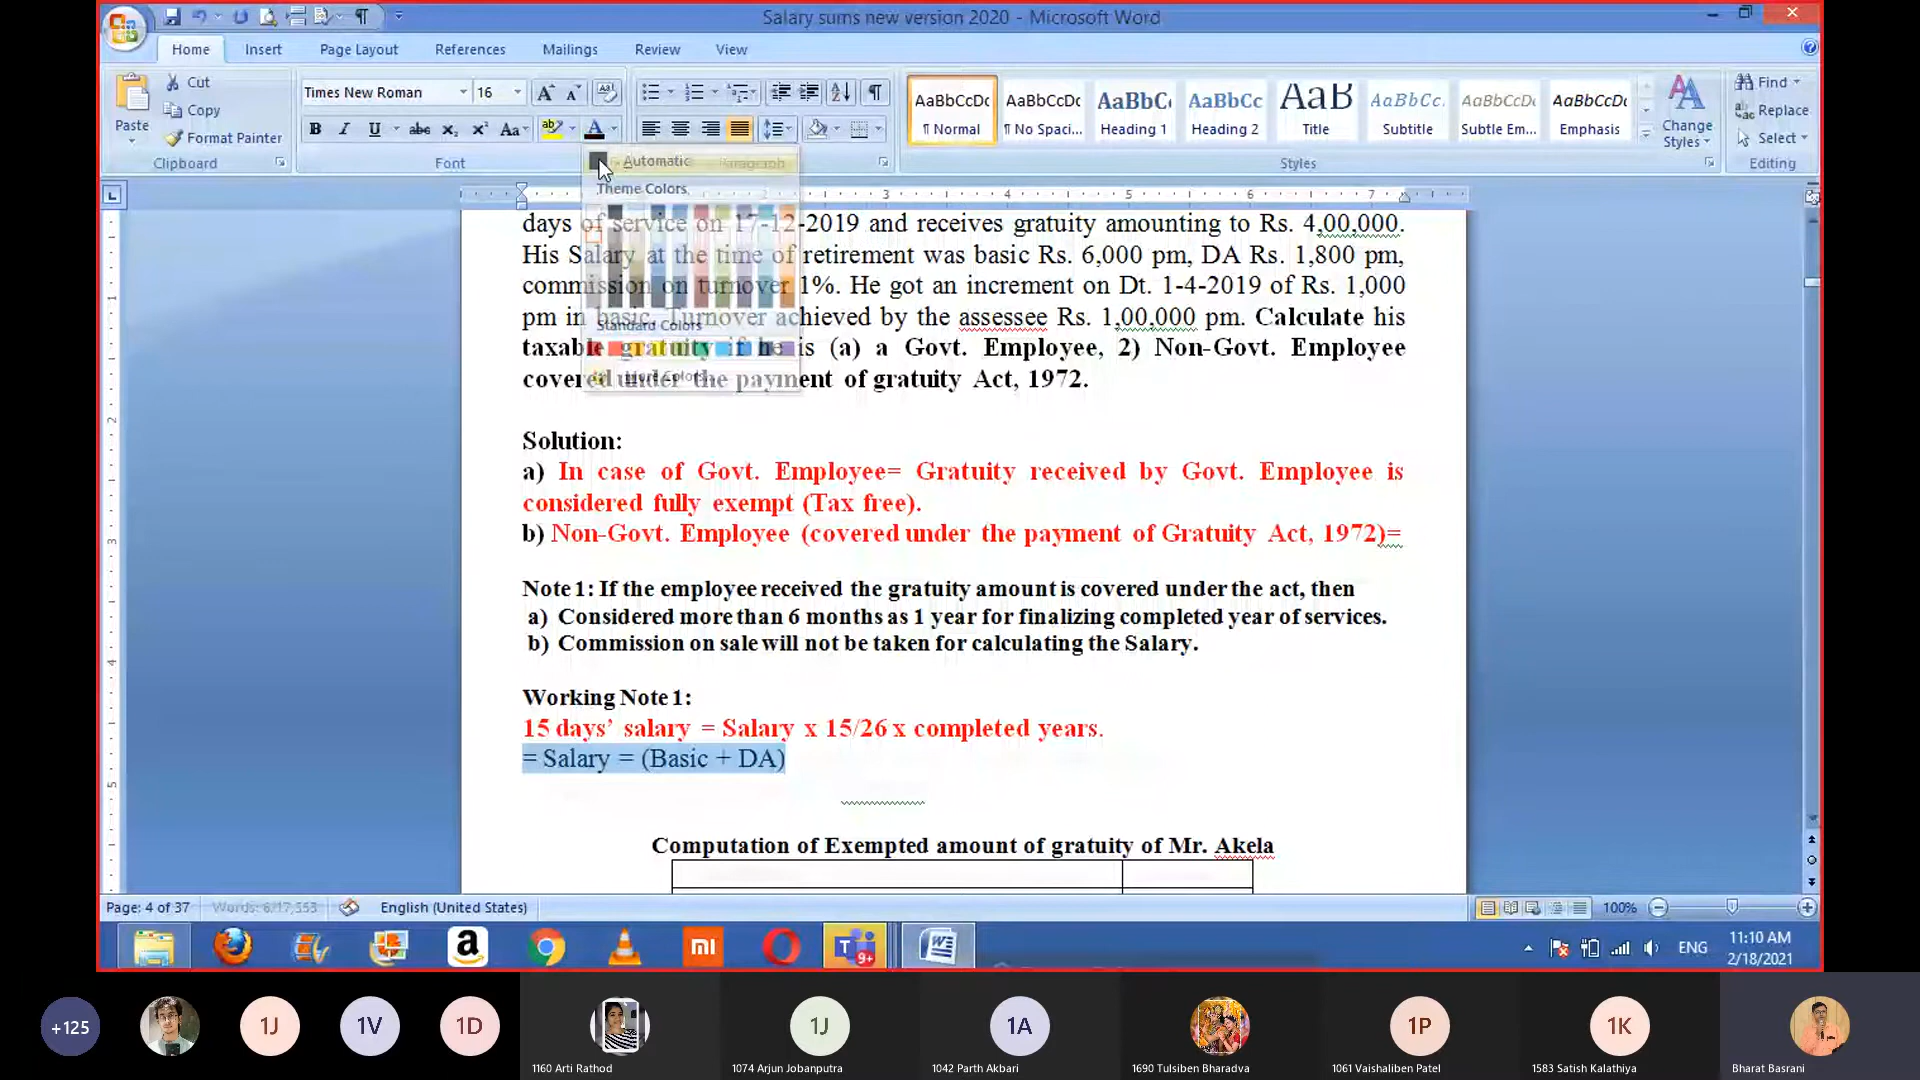 Salary sums new version 2020 - Microsoft Word
Home Insert Page Layout References Mailings Review View
Paste
Cut
Copy
Format Painter
Clipboard
Times New Roman 16
Font
Paragraph
AaBbCcDc AaBbCcDc AaBbC AaBbCc AaB AaBbCc. AaBbCcDc AaBbCcDc
¶ Normal ¶ No Spaci... Heading 1 Heading 2 Title Subtitle Subtle Em... Emphasis
Change Styles
Styles
Find
Replace
Select
Editing
Automatic
Theme Colors
Standard Colors
More Colors
days of service on 17-12-2019 and receives gratuity amounting to Rs. 4,00,000.
His Salary at the time of retirement was basic Rs. 6,000 pm, DA Rs. 1,800 pm,
commission on turnover 1%. He got an increment on Dt. 1-4-2019 of Rs. 1,000
pm in basic. Turnover achieved by the assessee Rs. 1,00,000 pm. Calculate his
taxable gratuity if he is (a) a Govt. Employee, 2) Non-Govt. Employee
covered under the payment of gratuity Act, 1972.
Solution:
a) In case of Govt. Employee= Gratuity received by Govt. Employee is
considered fully exempt (Tax free).
b) Non-Govt. Employee (covered under the payment of Gratuity Act, 1972)=
Note 1: If the employee received the gratuity amount is covered under the act, then
a) Considered more than 6 months as 1 year for finalizing completed year of services.
b) Commission on sale will not be taken for calculating the Salary.
Working Note 1:
15 days’ salary = Salary x 15/26 x completed years.
= Salary = (Basic + DA)
Computation of Exempted amount of gratuity of Mr. Akela
Page: 4 of 37 Words: 6/17,553 English (United States) 100%
9+
ENG
11:10 AM
2/18/2021
+125 1J 1V 1D 1J 1A 1P 1K
1160 Arti Rathod 1074 Arjun Jobanputra 1042 Parth Akbari 1690 Tulsiben Bharadva 1061 Vaishaliben Patel 1583 Satish Kalathiya Bharat Basrani